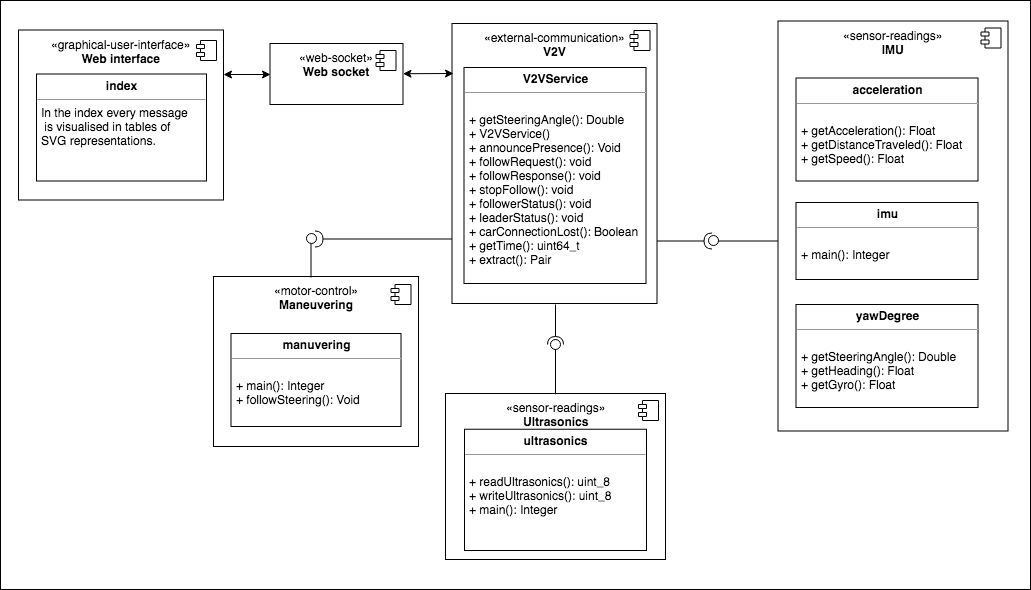 «graphical-user-interface»
Web interface
index
In the index every message
is visualised in tables of
SVG representations.
«web-socket»
Web socket
«external-communication»
V2V
V2VService
+ getSteeringAngle(): Double
+ V2VService()
+ announcePresence(): Void
+ followRequest(): void
+ followResponse(): void
+ stopFollow(): void
+ followerStatus(): void
+ leaderStatus(): void
+ carConnectionLost(): Boolean
+ getTime(): uint64_t
+ extract(): Pair
«sensor-readings»
IMU
acceleration
+ getAcceleration(): Float
+ getDistanceTraveled(): Float
+ getSpeed(): Float
imu
+ main(): Integer
yawDegree
+ getSteeringAngle(): Double
+ getHeading(): Float
+ getGyro(): Float
«motor-control»
Maneuvering
manuvering
+ main(): Integer
+ followSteering(): Void
«sensor-readings»
Ultrasonics
ultrasonics
+ readUltrasonics(): uint_8
+ writeUltrasonics(): uint_8
+ main(): Integer